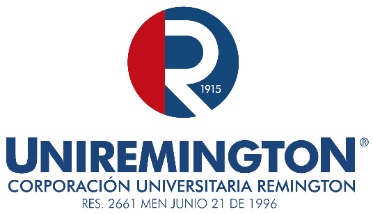 R
1915
UNIREMINGTON®
CORPORACIÓN UNIVERSITARIA REMINGTON
RES. 2661 MEN JUNIO 21 DE 1996